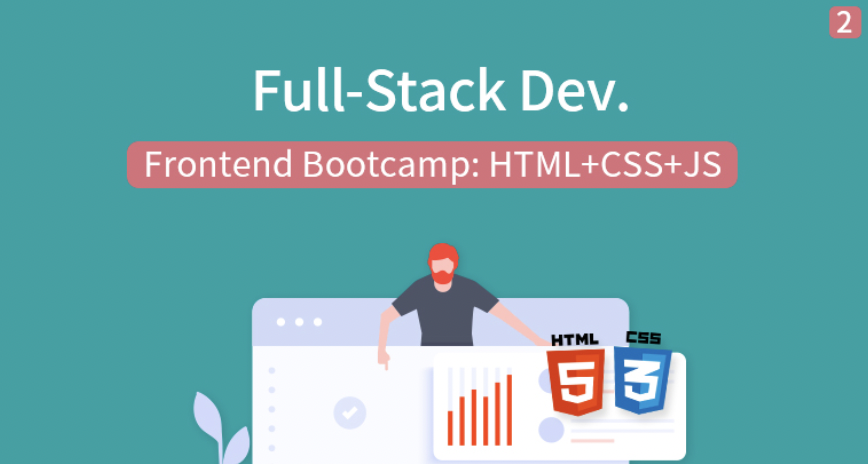 2
Full-Stack Dev.
Frontend Bootcamp: HTML+CSS+JS
HTML CSS
5 3